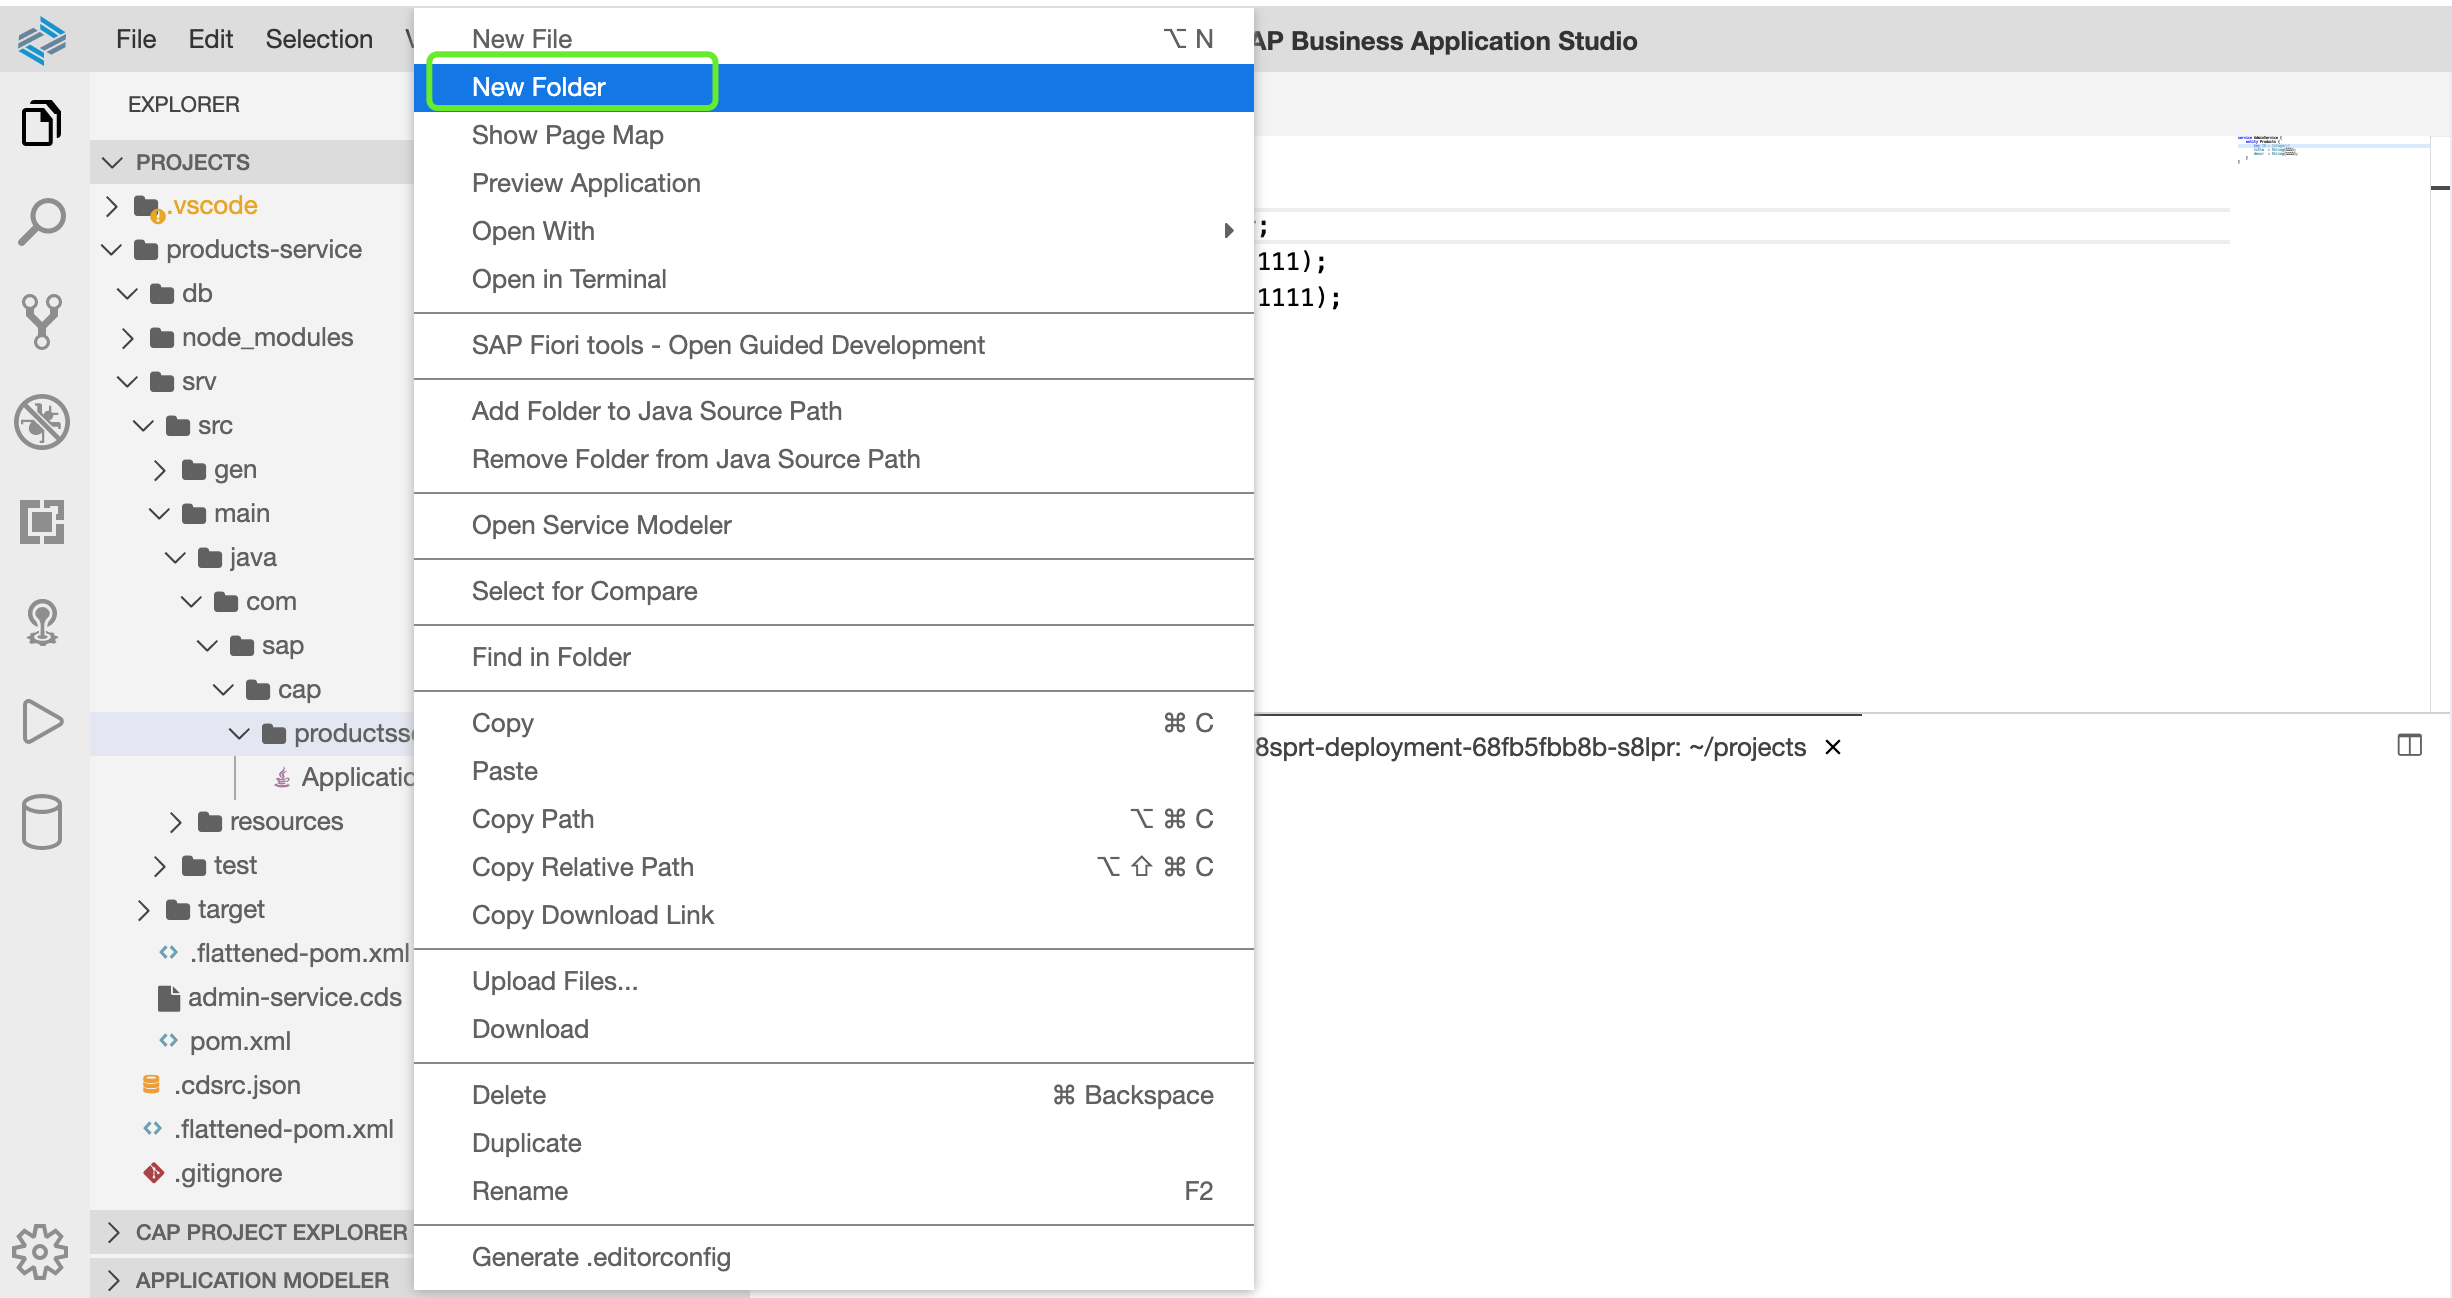 File Edit Selection
AP Business Application Studio
EXPLORER
PROJECTS
.vscode
products-service
db
node_modules
srv
src
gen
main
java
com
sap
cap
productsse
Applicatio
resources
test
target
.flattened-pom.xml
admin-service.cds
pom.xml
.cdsrc.json
.flattened-pom.xml
.gitignore
CAP PROJECT EXPLORER
APPLICATION MODELER
New File ⌥ N
New Folder
Show Page Map
Preview Application
Open With
Open in Terminal
SAP Fiori tools - Open Guided Development
Add Folder to Java Source Path
Remove Folder from Java Source Path
Open Service Modeler
Select for Compare
Find in Folder
Copy ⌘ C
Paste
Copy Path ⌥ ⌘ C
Copy Relative Path ⌥ ⇧ ⌘ C
Copy Download Link
Upload Files...
Download
Delete ⌘ Backspace
Duplicate
Rename F2
Generate .editorconfig
;
111);
1111);
8sprt-deployment-68fb5fbb8b-s8lpr: ~/projects